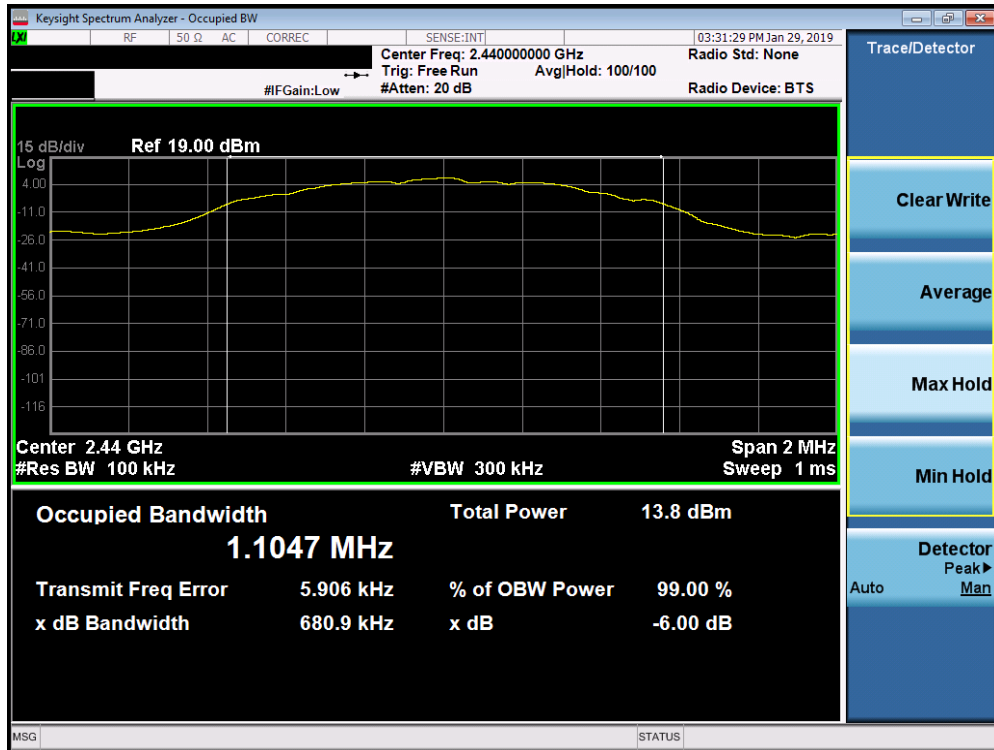 Keysight Spectrum Analyzer - Occupied BW
LXI
RF 50 Ω AC CORREC SENSE:INT 03:31:29 PM Jan 29, 2019
Center Freq: 2.440000000 GHz Radio Std: None
Trig: Free Run Avg|Hold: 100/100
#IFGain:Low #Atten: 20 dB Radio Device: BTS
15 dB/div Ref 19.00 dBm
Log
4.00
-11.0
-26.0
-41.0
-56.0
-71.0
-86.0
-101
-116
Center 2.44 GHz Span 2 MHz
#Res BW 100 kHz #VBW 300 kHz Sweep 1 ms
Occupied Bandwidth Total Power 13.8 dBm
1.1047 MHz
Transmit Freq Error 5.906 kHz % of OBW Power 99.00 %
x dB Bandwidth 680.9 kHz x dB -6.00 dB
MSG STATUS
Trace/Detector
Clear Write
Average
Max Hold
Min Hold
Detector
Peak▶
Auto Man